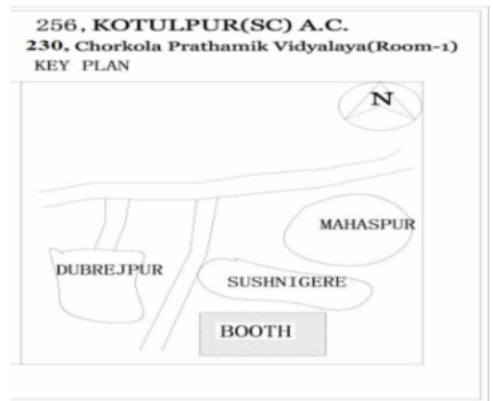 256, KOTULPUR(SC) A.C.
230, Chorkola Prathamik Vidyalaya(Room-1)
KEY PLAN
N
MAHASPUR
DUBREJPUR
SUSHNIGERE
BOOTH